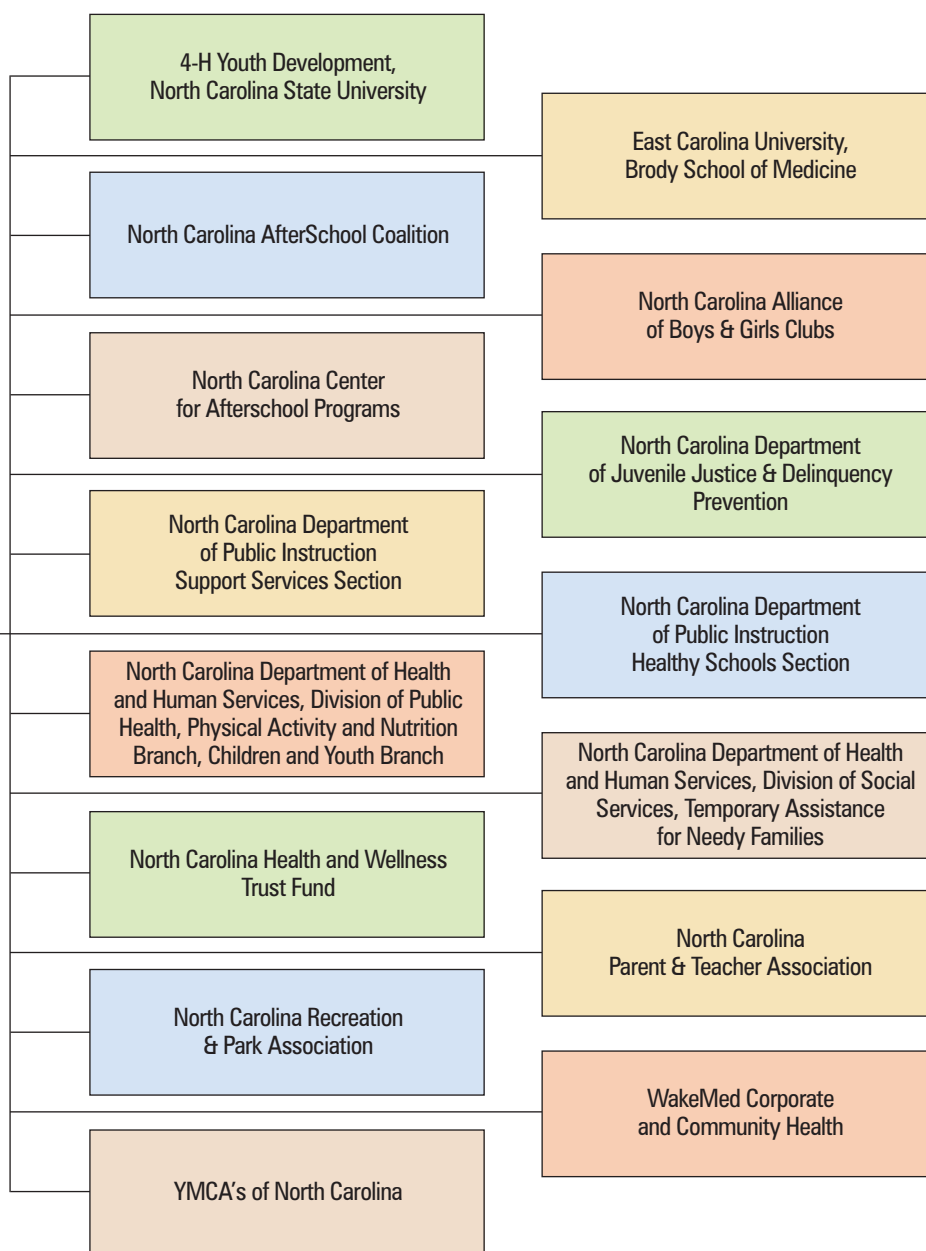 4-H Youth Development,
North Carolina State University
East Carolina University,
Brody School of Medicine
North Carolina AfterSchool Coalition
North Carolina Alliance
of Boys & Girls Clubs
North Carolina Center
for Afterschool Programs
North Carolina Department
of Juvenile Justice & Delinquency
Prevention
North Carolina Department
of Public Instruction
Support Services Section
North Carolina Department
of Public Instruction
Healthy Schools Section
North Carolina Department of Health
and Human Services, Division of Public
Health, Physical Activity and Nutrition
Branch, Children and Youth Branch
North Carolina Department of Health
and Human Services, Division of Social
Services, Temporary Assistance
for Needy Families
North Carolina Health and Wellness
Trust Fund
North Carolina
Parent & Teacher Association
North Carolina Recreation
& Park Association
WakeMed Corporate
and Community Health
YMCA's of North Carolina